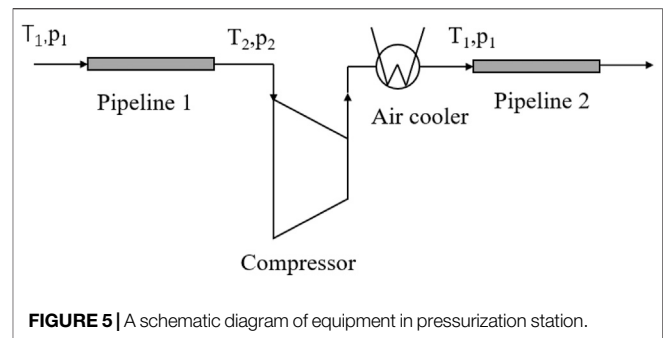 T1,p1
T2,p2
T1,p1
Pipeline 1
Air cooler
Pipeline 2
Compressor
FIGURE 5 | A schematic diagram of equipment in pressurization station.